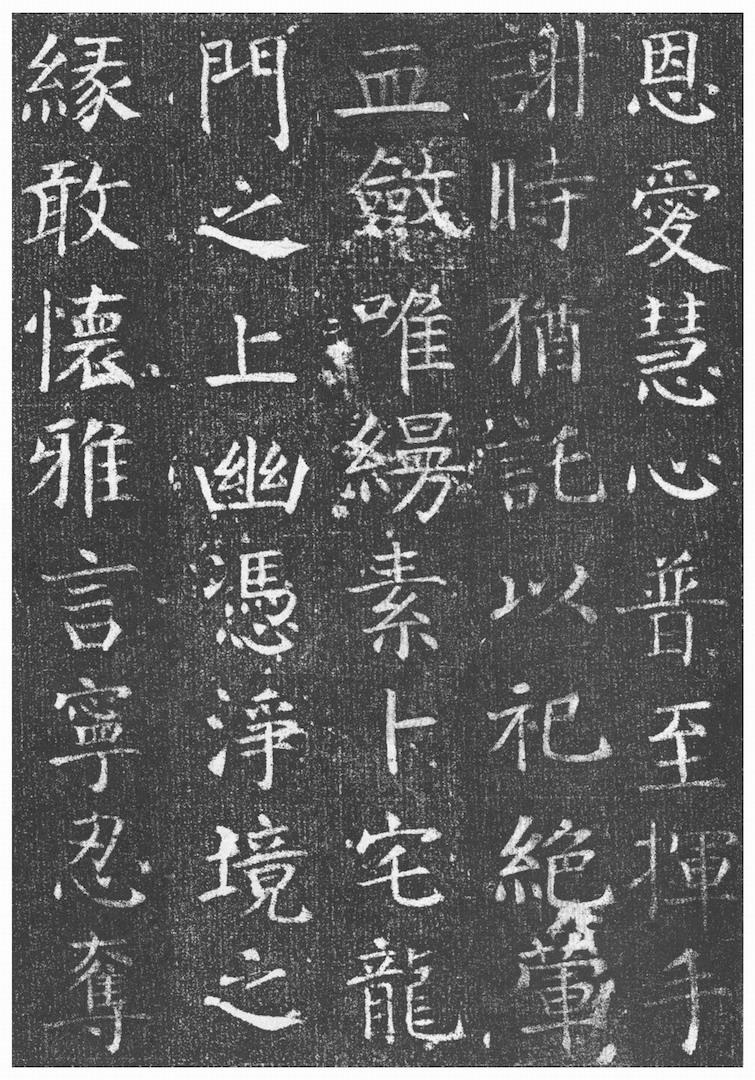 恩愛慧心普至揮手
謝時猶託以祀絶葷
血斂唯縵素卜宅龍
門之上幽憑淨境之
縁敢懷雅言寧忍奪